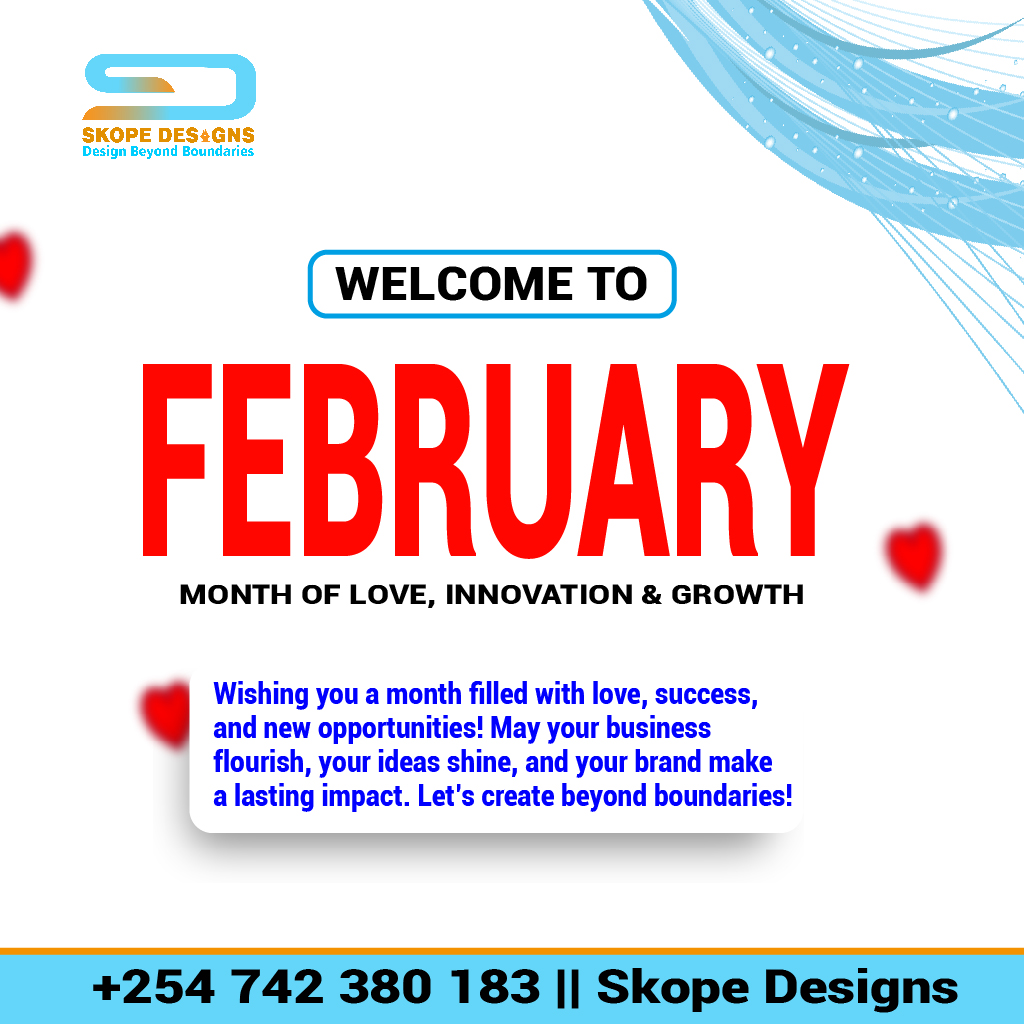 SKOPE DESIGNS
Design Beyond Boundaries
WELCOME TO
FEBRUARY
MONTH OF LOVE, INNOVATION & GROWTH
Wishing you a month filled with love, success,
and new opportunities! May your business
flourish, your ideas shine, and your brand make
a lasting impact. Let's create beyond boundaries!
+254 742 380 183 || Skope Designs